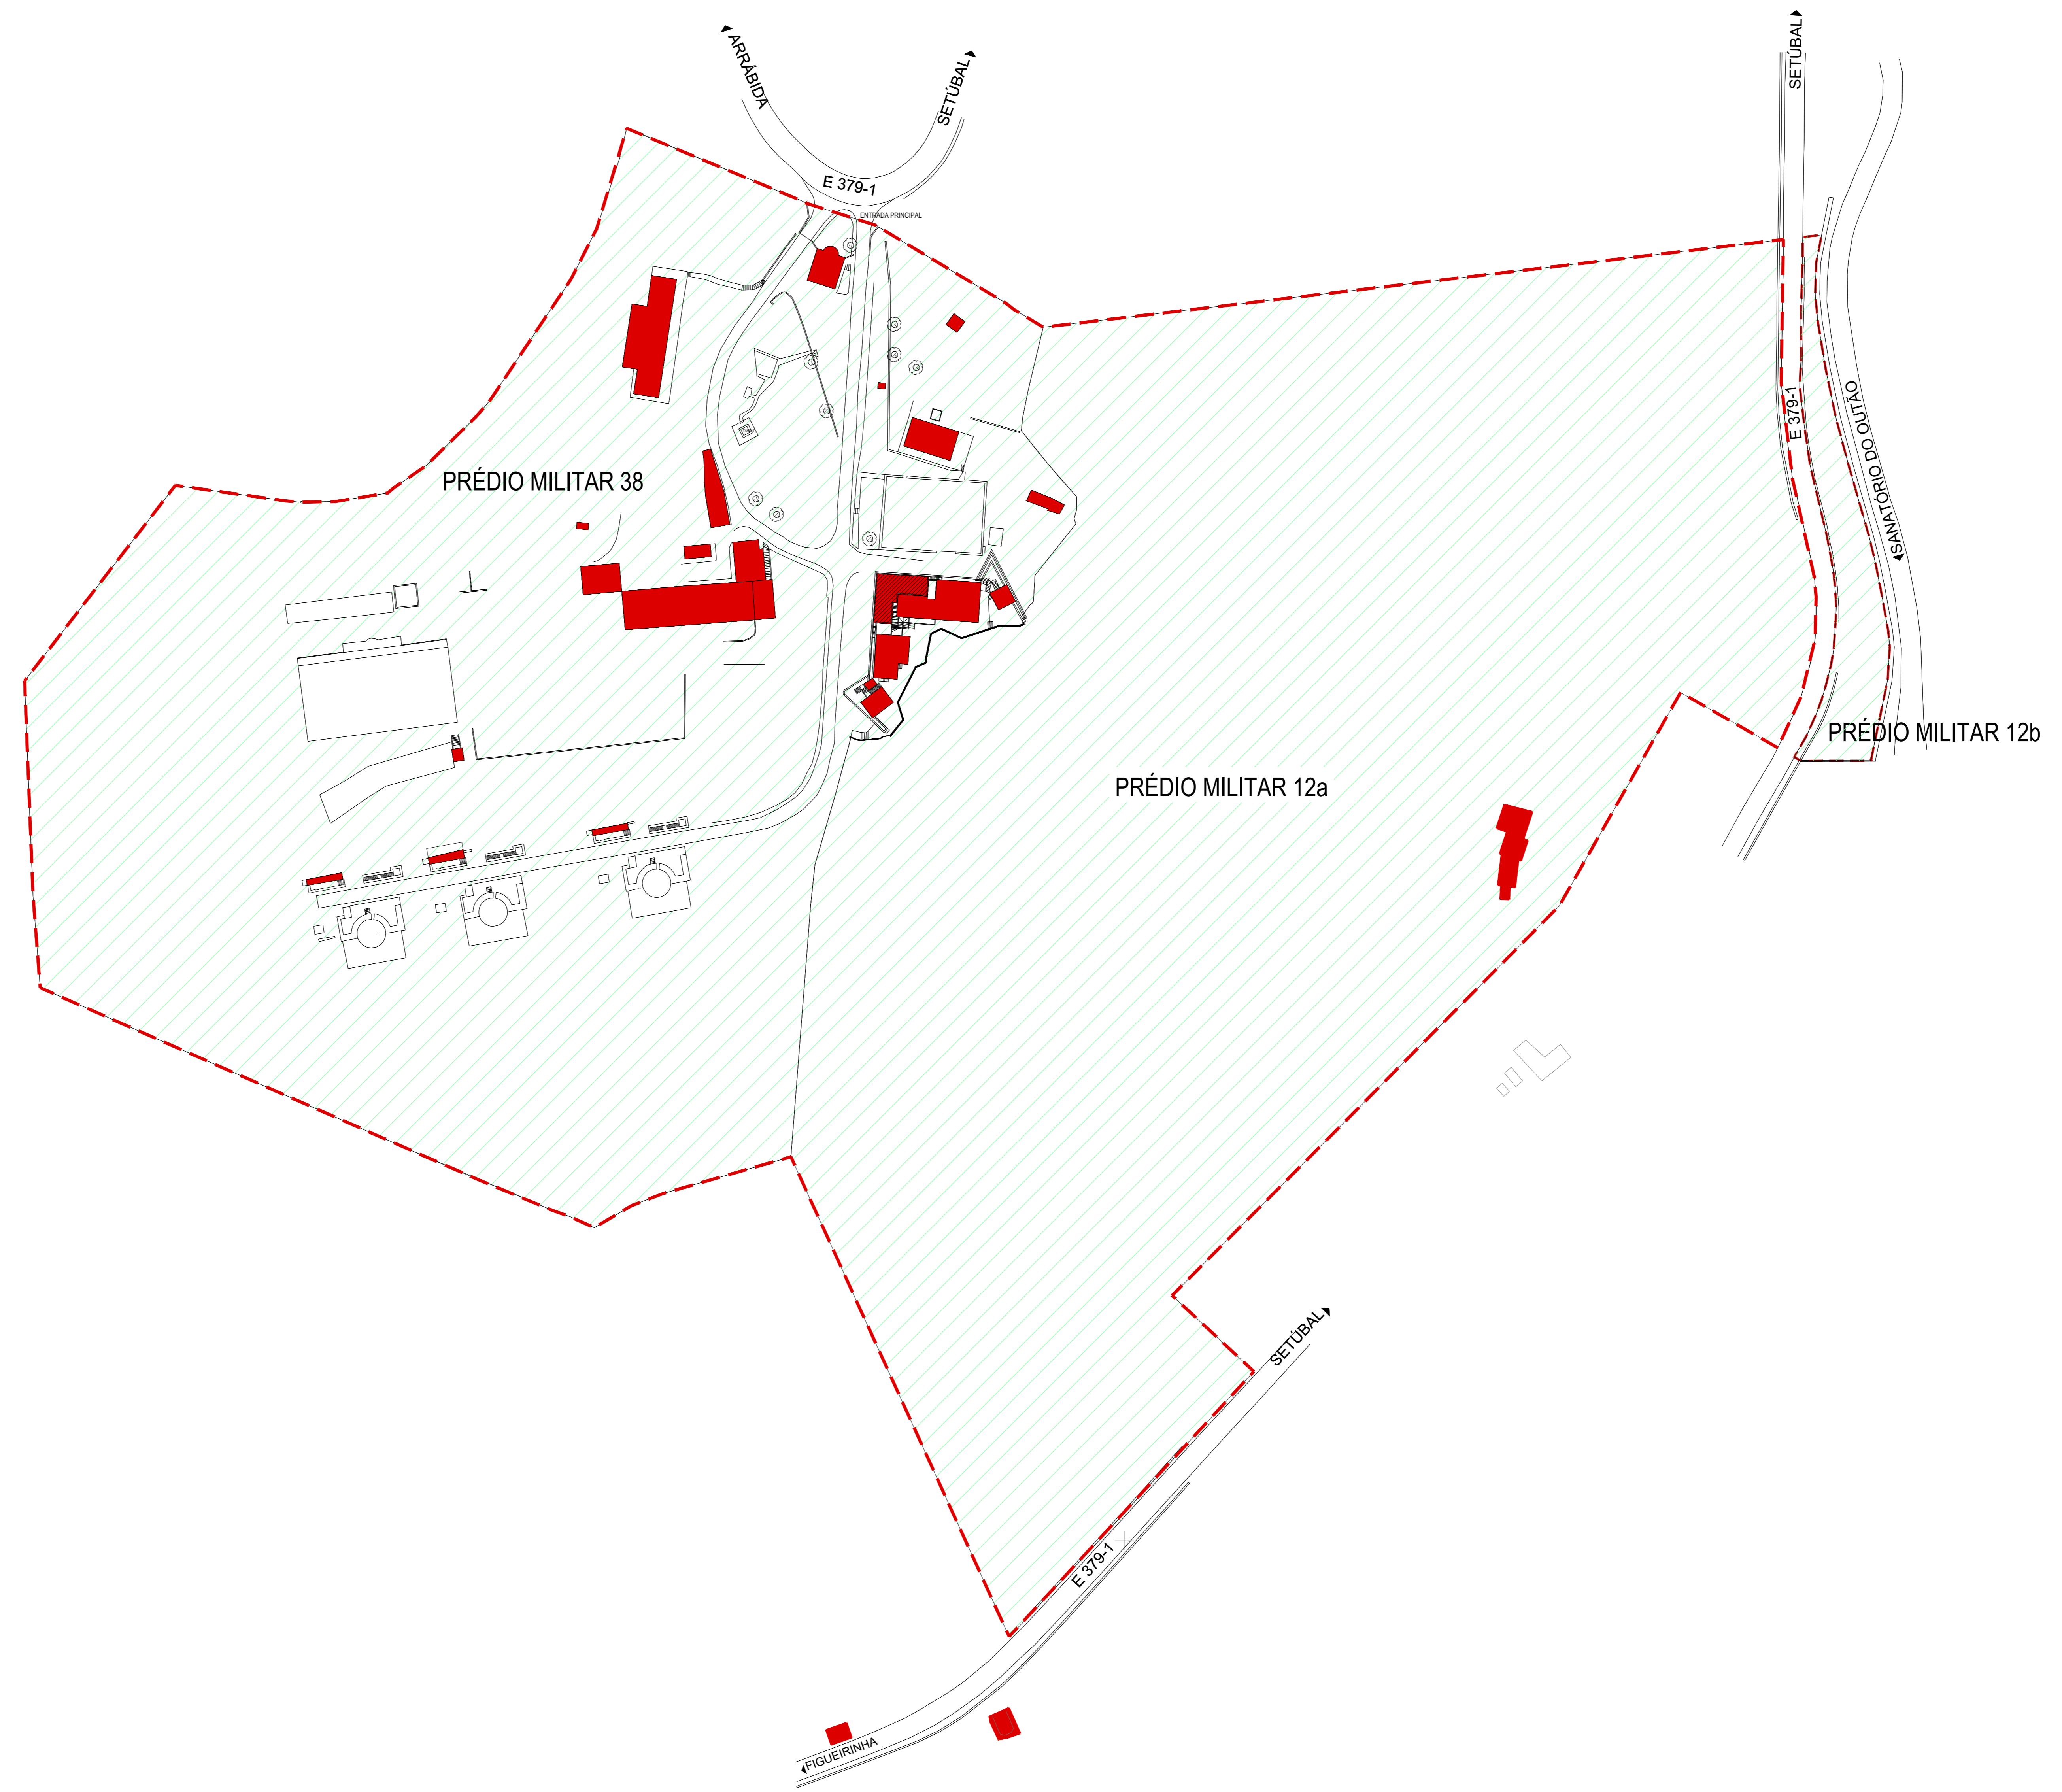 ARRÁBIDA
SETÚBAL
SETÚBAL
E 379-1
ENTRADA PRINCIPAL
E 379-1
SANATÓRIO DO OUTÃO
PRÉDIO MILITAR 38
PRÉDIO MILITAR 12b
PRÉDIO MILITAR 12a
SETÚBAL
E 379-1
FIGUEIRINHA